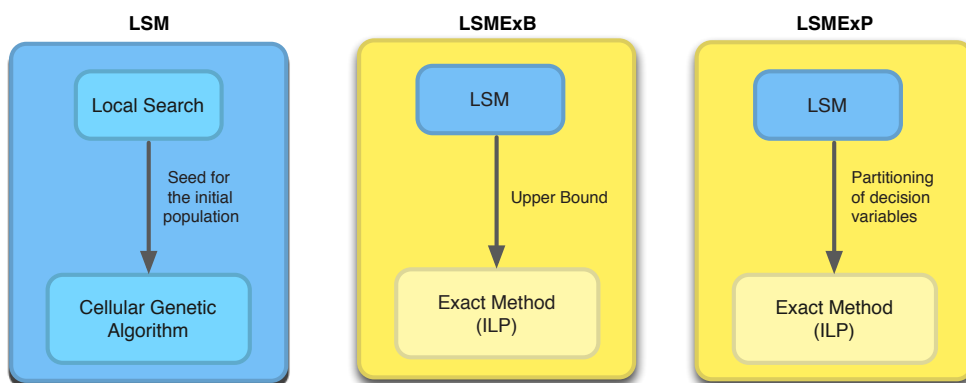 LSM
Local Search
Seed for
the initial
population
Cellular Genetic
Algorithm
LSMExB
LSM
Upper Bound
Exact Method
(ILP)
LSMExP
LSM
Partitioning
of decision
variables
Exact Method
(ILP)